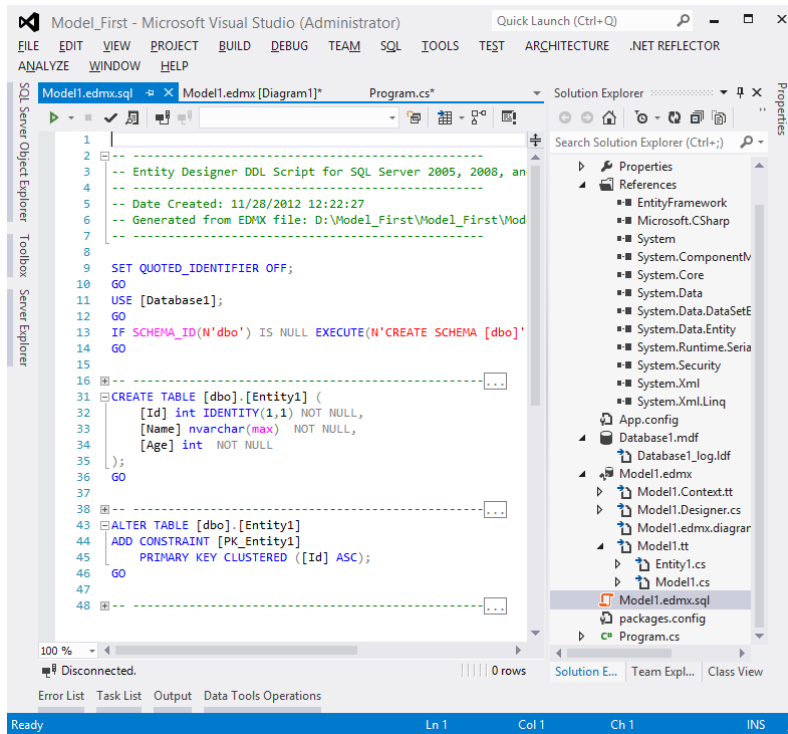 Model_First - Microsoft Visual Studio (Administrator)
Quick Launch (Ctrl+Q)
FILE EDIT VIEW PROJECT BUILD DEBUG TEAM SQL TOOLS TEST ARCHITECTURE .NET REFLECTOR
ANALYZE WINDOW HELP
SQL Server Object Explorer
Toolbox
Server Explorer
Model1.edmx.sql Model1.edmx [Diagram1]* Program.cs*
1
2 -- --------------------------------------------------
3 -- Entity Designer DDL Script for SQL Server 2005, 2008, an
4 -- --------------------------------------------------
5 -- Date Created: 11/28/2012 12:22:27
6 -- Generated from EDMX file: D:\Model_First\Model_First\Mod
7 -- --------------------------------------------------
8
9 SET QUOTED_IDENTIFIER OFF;
10 GO
11 USE [Database1];
12 GO
13 IF SCHEMA_ID(N'dbo') IS NULL EXECUTE(N'CREATE SCHEMA [dbo]'
14 GO
15
16 -- --------------------------------------------------...
31 CREATE TABLE [dbo].[Entity1] (
32 [Id] int IDENTITY(1,1) NOT NULL,
33 [Name] nvarchar(max) NOT NULL,
34 [Age] int NOT NULL
35 );
36 GO
37
38 -- --------------------------------------------------...
43 ALTER TABLE [dbo].[Entity1]
44 ADD CONSTRAINT [PK_Entity1]
45 PRIMARY KEY CLUSTERED ([Id] ASC);
46 GO
47
48 -- --------------------------------------------------...
100 %
Disconnected. 0 rows
Error List Task List Output Data Tools Operations
Solution Explorer
Search Solution Explorer (Ctrl+;)
Properties
References
EntityFramework
Microsoft.CSharp
System
System.ComponentM
System.Core
System.Data
System.Data.DataSetE
System.Data.Entity
System.Runtime.Seria
System.Security
System.Xml
System.Xml.Linq
App.config
Database1.mdf
Database1_log.ldf
Model1.edmx
Model1.Context.tt
Model1.Designer.cs
Model1.edmx.diagrar
Model1.tt
Entity1.cs
Model1.cs
Model1.edmx.sql
packages.config
C# Program.cs
Solution E... Team Expl... Class View
Properties
Ready Ln 1 Col 1 Ch 1 INS